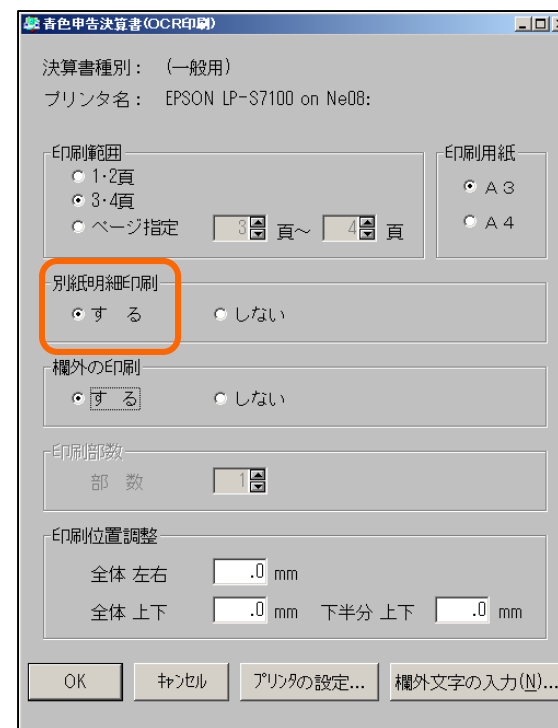 青色申告決算書(OCR印刷)
決算書種別： (一般用)
プリンタ名： EPSON LP-S7100 on Ne08:
印刷範囲
1･2頁
3･4頁
ページ指定 3 頁～ 4 頁
印刷用紙
A3
A4
別紙明細印刷
する しない
欄外の印刷
する しない
印刷部数
部 数 1
印刷位置調整
全体 左右 .0 mm
全体 上下 .0 mm 下半分 上下 .0 mm
OK ｷｬﾝｾﾙ ﾌﾟﾘﾝﾀの設定... 欄外文字の入力(N)...